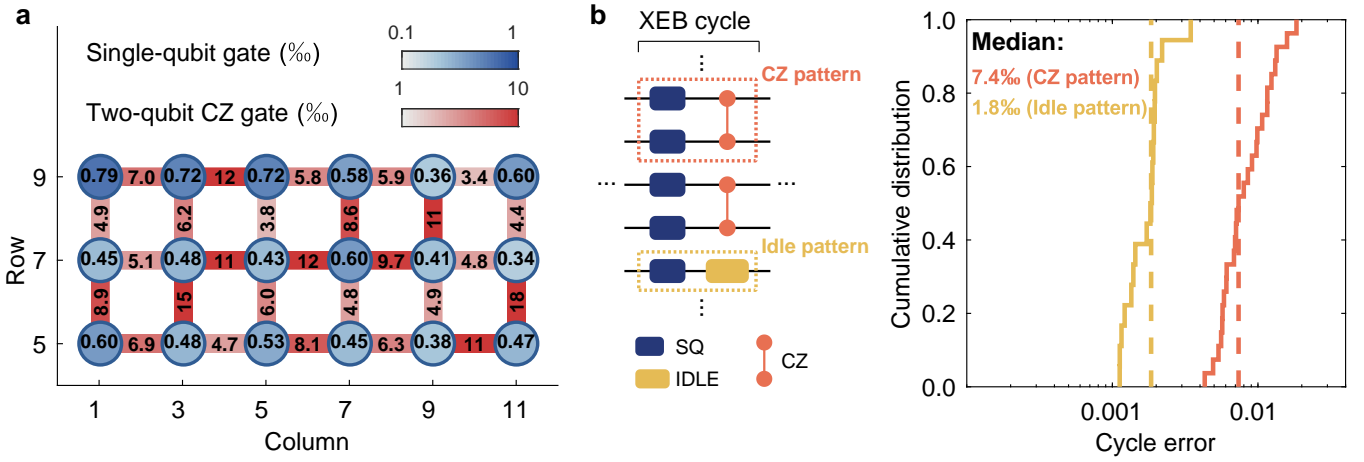 a
Single-qubit gate (‰)
0.1 1
Two-qubit CZ gate (‰)
1 10
Row
9
0.79 7.0 0.72 12 0.72 5.8 0.58 5.9 0.36 3.4 0.60
4.9 6.2 3.8 8.6 11 4.4
7
0.45 5.1 0.48 11 0.43 12 0.60 9.7 0.41 4.8 0.34
8.9 15 6.0 4.8 4.9 18
5
0.60 6.9 0.48 4.7 0.53 8.1 0.45 6.3 0.38 11 0.47
1 3 5 7 9 11
Column
b
XEB cycle
...
CZ pattern
... ...
Idle pattern
...
SQ
IDLE
CZ
Cumulative distribution
1.0
0.8
0.6
0.4
0.2
0.0
Median:
7.4‰ (CZ pattern)
1.8‰ (Idle pattern)
0.001 0.01
Cycle error